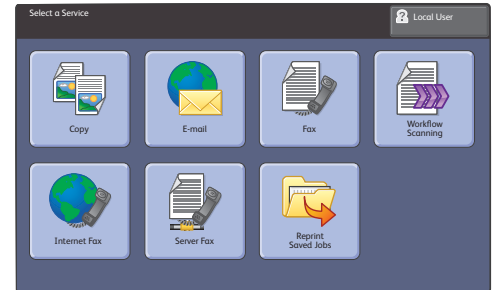 Select a Service
Local User
Copy
E-mail
Fax
Workflow
Scanning
Internet Fax
Server Fax
Reprint
Saved Jobs